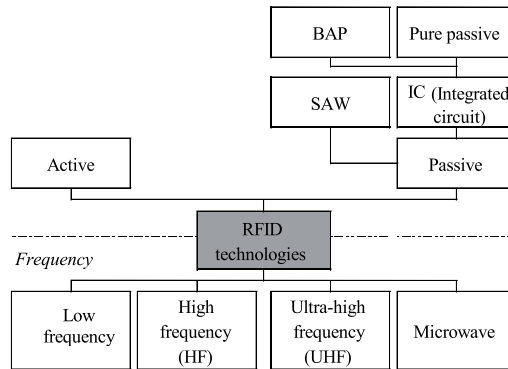 BAP
Pure passive
SAW
IC (Integrated
circuit)
Active
Passive
RFID
technologies
Frequency
Low
frequency
High
frequency
(HF)
Ultra-high
frequency
(UHF)
Microwave